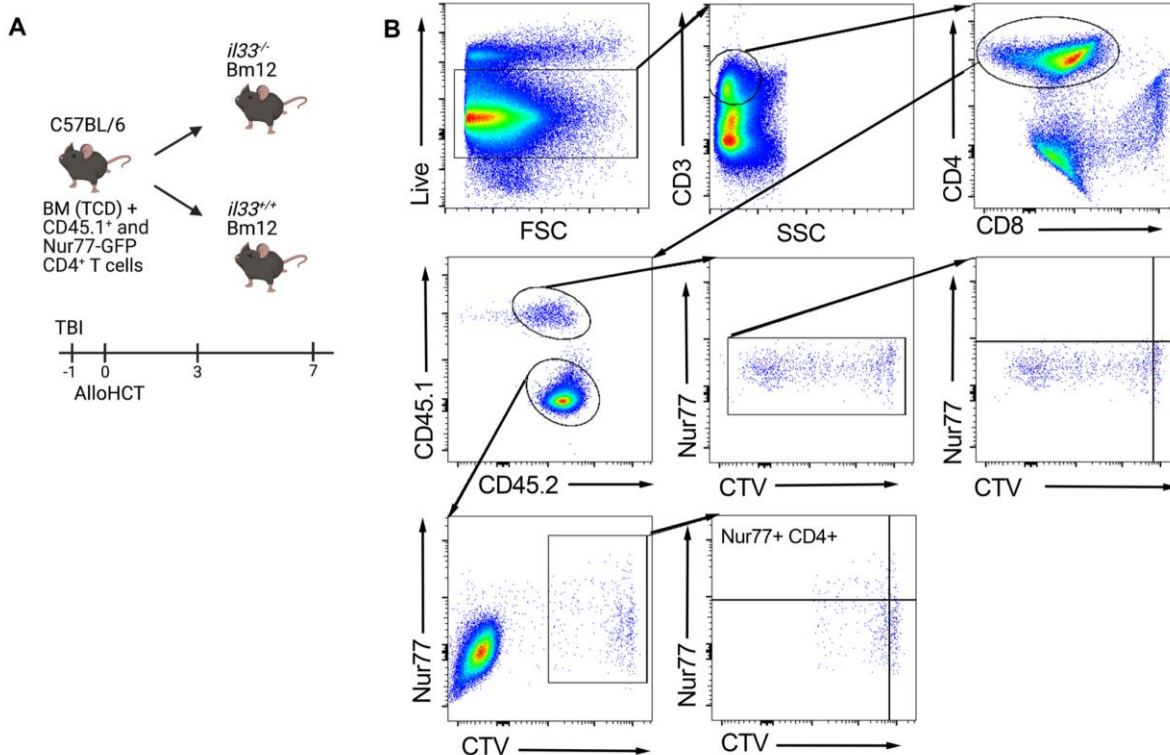 A
il33-/-
Bm12
C57BL/6
BM (TCD) +
CD45.1+ and
Nur77-GFP
CD4+ T cells
il33+/+
Bm12
TBI
-1 0 3 7
AlloHCT
B
Live
FSC
CD3
SSC
CD4
CD8
CD45.1
CD45.2
Nur77
CTV
Nur77
CTV
Nur77
CTV
Nur77+ CD4+
Nur77
CTV